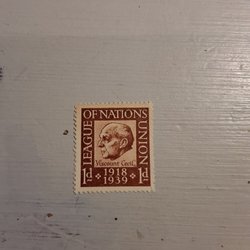 LEAGUE OF NATIONS UNION
Viscount Cecil
1d 1918 1d
1939